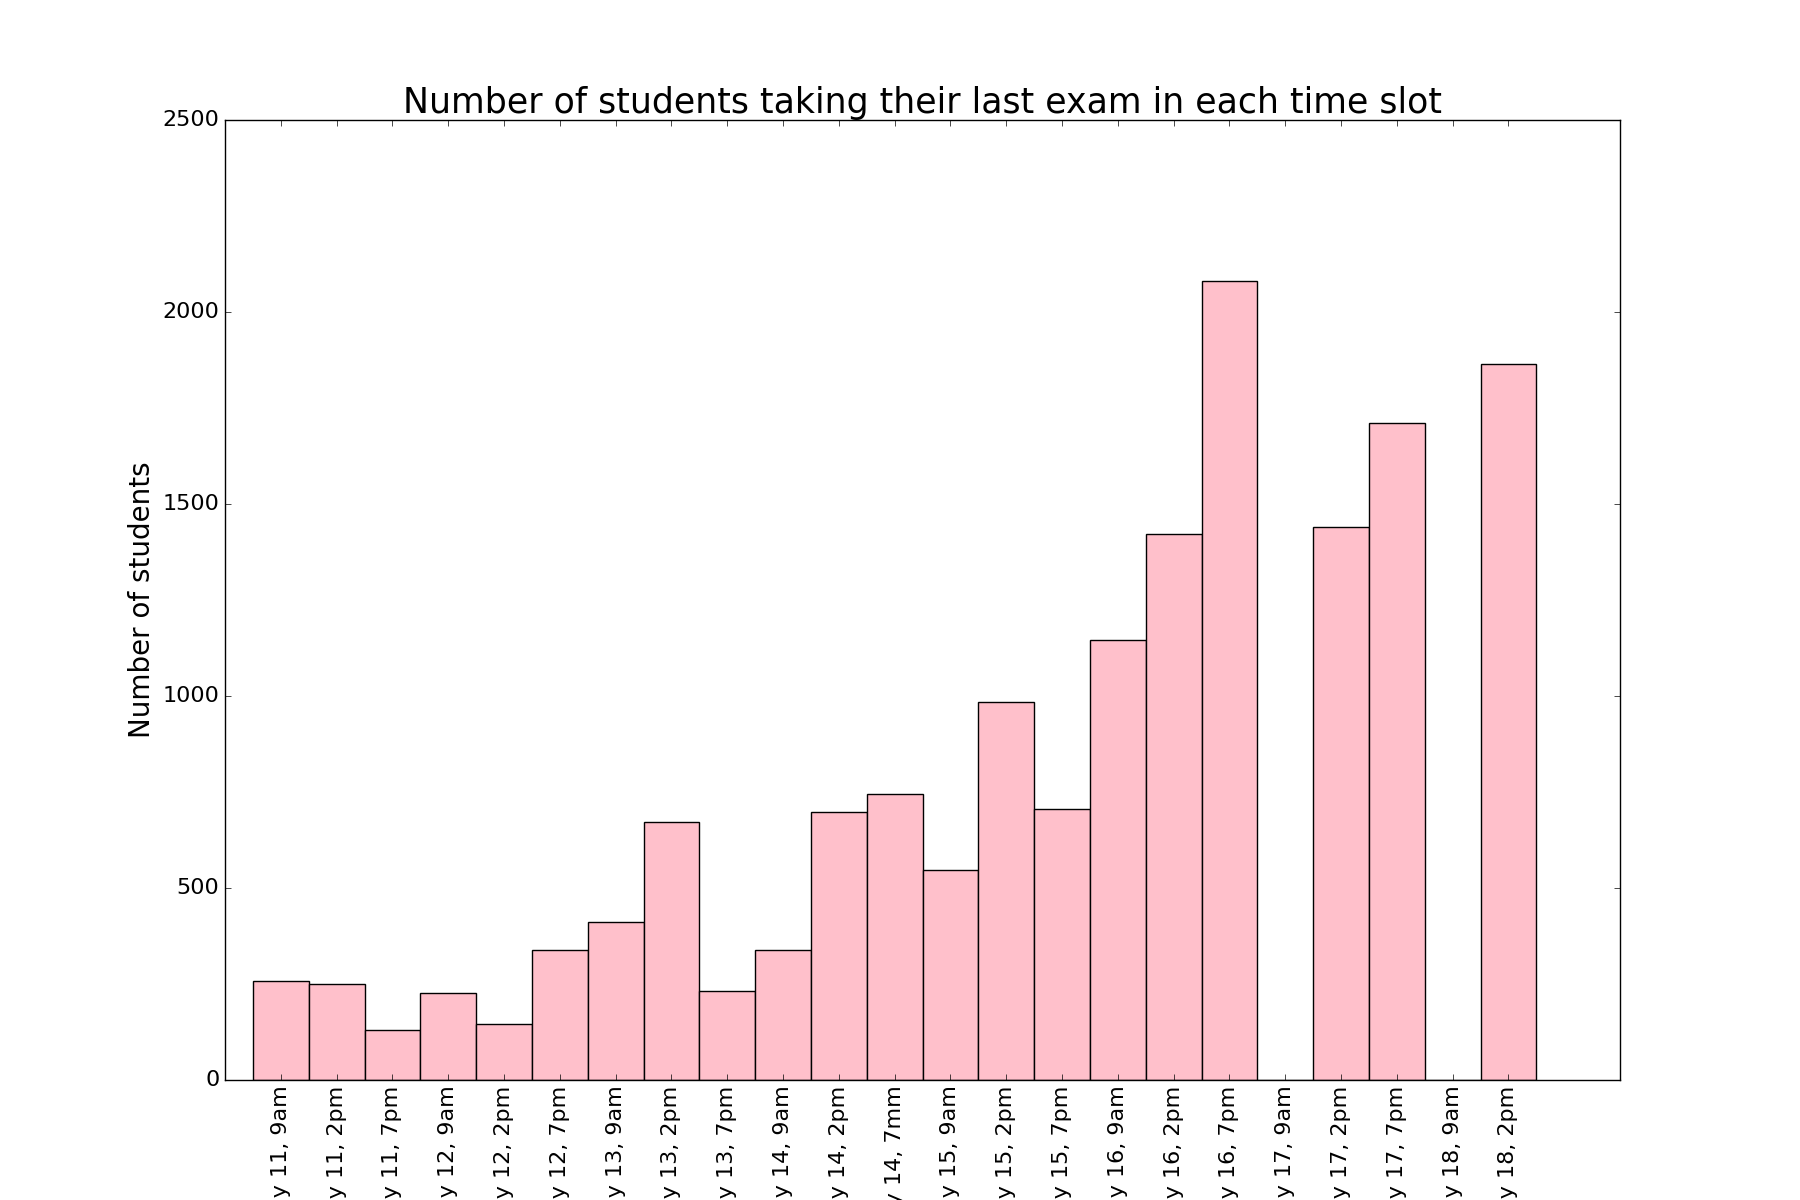 Number of students taking their last exam in each time slot
Number of students
2500
2000
1500
1000
500
0
y 11, 9am
y 11, 2pm
y 11, 7pm
y 12, 9am
y 12, 2pm
y 12, 7pm
y 13, 9am
y 13, 2pm
y 13, 7pm
y 14, 9am
y 14, 2pm
y 14, 7mm
y 15, 9am
y 15, 2pm
y 15, 7pm
y 16, 9am
y 16, 2pm
y 16, 7pm
y 17, 9am
y 17, 2pm
y 17, 7pm
y 18, 9am
y 18, 2pm